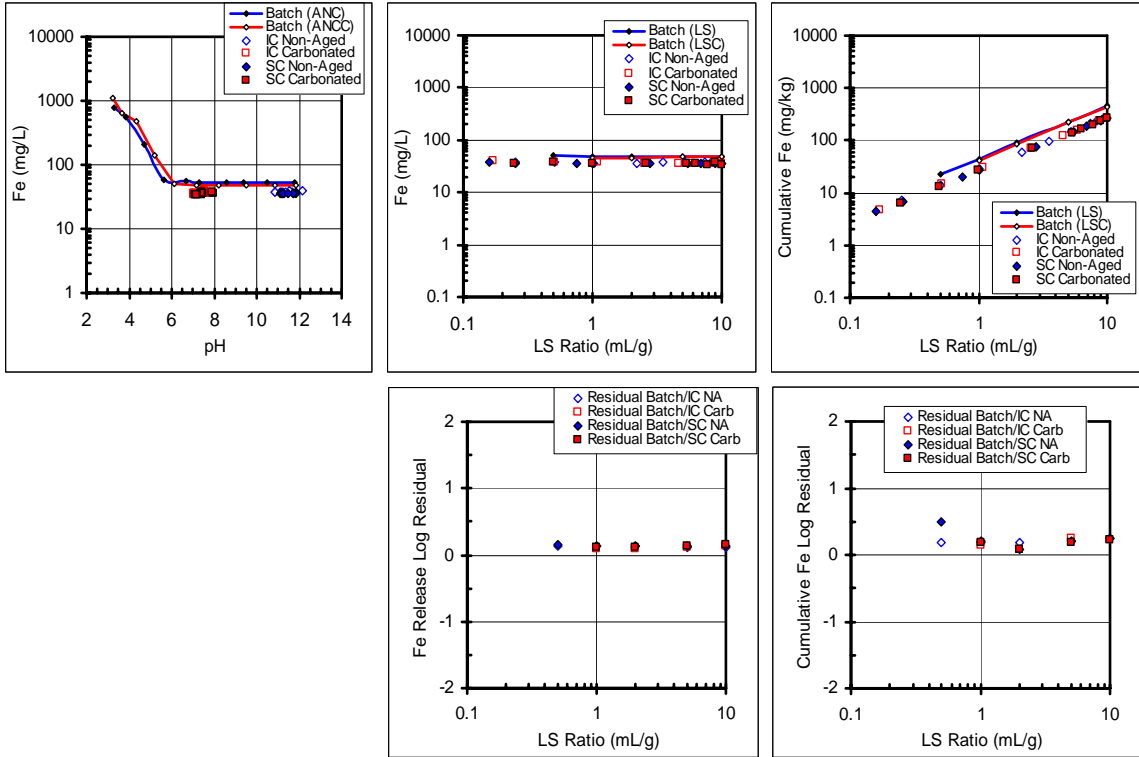 Batch (ANC)
Batch (ANCC)
IC Non-Aged
IC Carbonated
SC Non-Aged
SC Carbonated
10000
1000
100
10
1
Fe (mg/L)
2 4 6 8 10 12 14
pH
Batch (LS)
Batch (LSC)
IC Non-Aged
IC Carbonated
SC Non-Aged
SC Carbonated
10000
1000
100
10
1
0.1
Fe (mg/L)
0.1 1 10
LS Ratio (mL/g)
10000
1000
100
10
1
0.1
Cumulative Fe (mg/kg)
Batch (LS)
Batch (LSC)
IC Non-Aged
IC Carbonated
SC Non-Aged
SC Carbonated
0.1 1 10
LS Ratio (mL/g)
Residual Batch/IC NA
Residual Batch/IC Carb
Residual Batch/SC NA
Residual Batch/SC Carb
2
1
0
-1
-2
Fe Release Log Residual
0.1 1 10
LS Ratio (mL/g)
Residual Batch/IC NA
Residual Batch/IC Carb
Residual Batch/SC NA
Residual Batch/SC Carb
2
1
0
-1
-2
Cumulative Fe Log Residual
0.1 1 10
LS Ratio (mL/g)